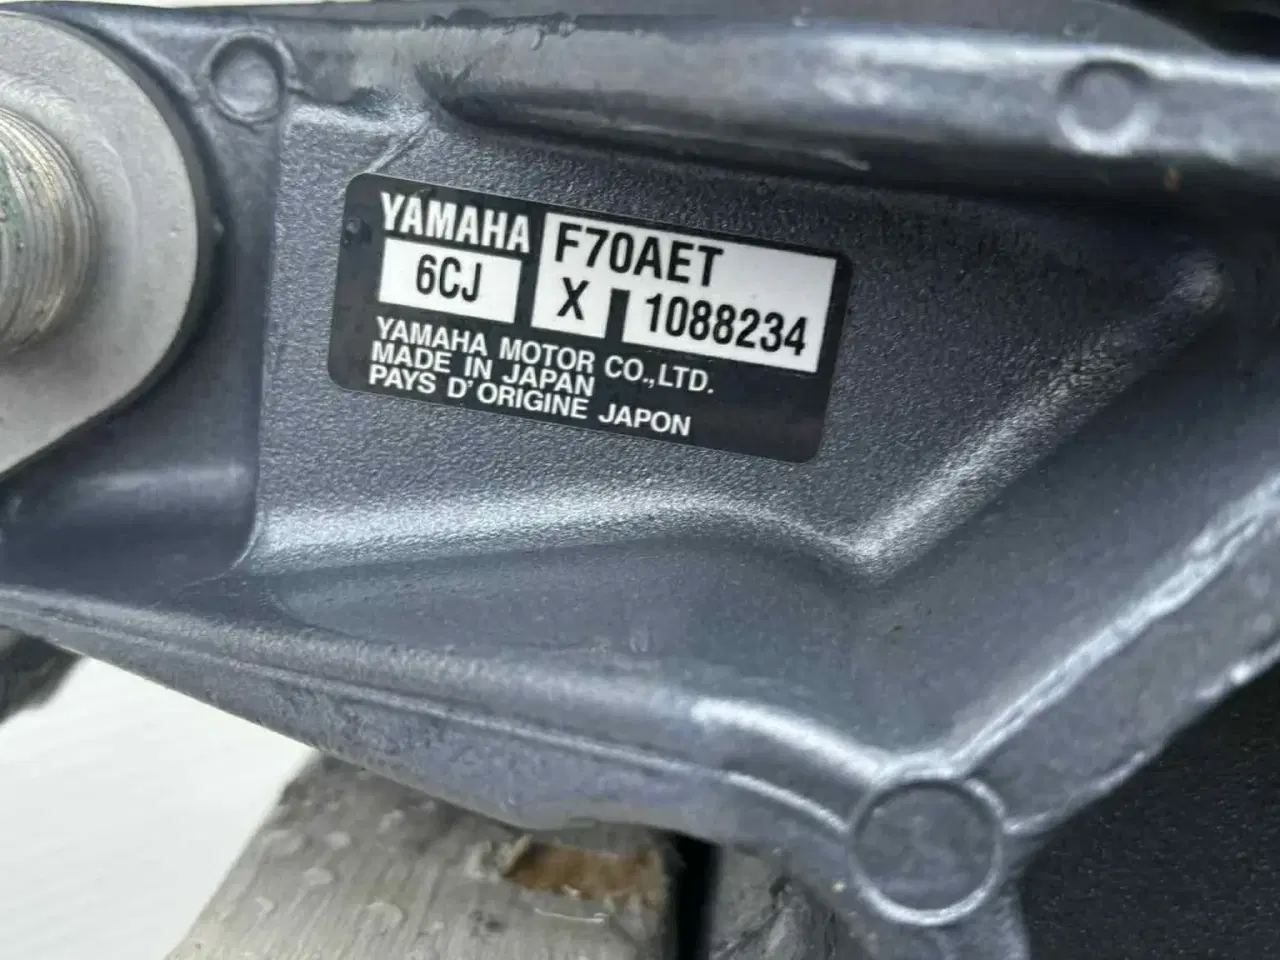 YAMAHA F70AET
6CJ X 1088234
YAMAHA MOTOR CO.,LTD.
MADE IN JAPAN
PAYS D'ORIGINE JAPON